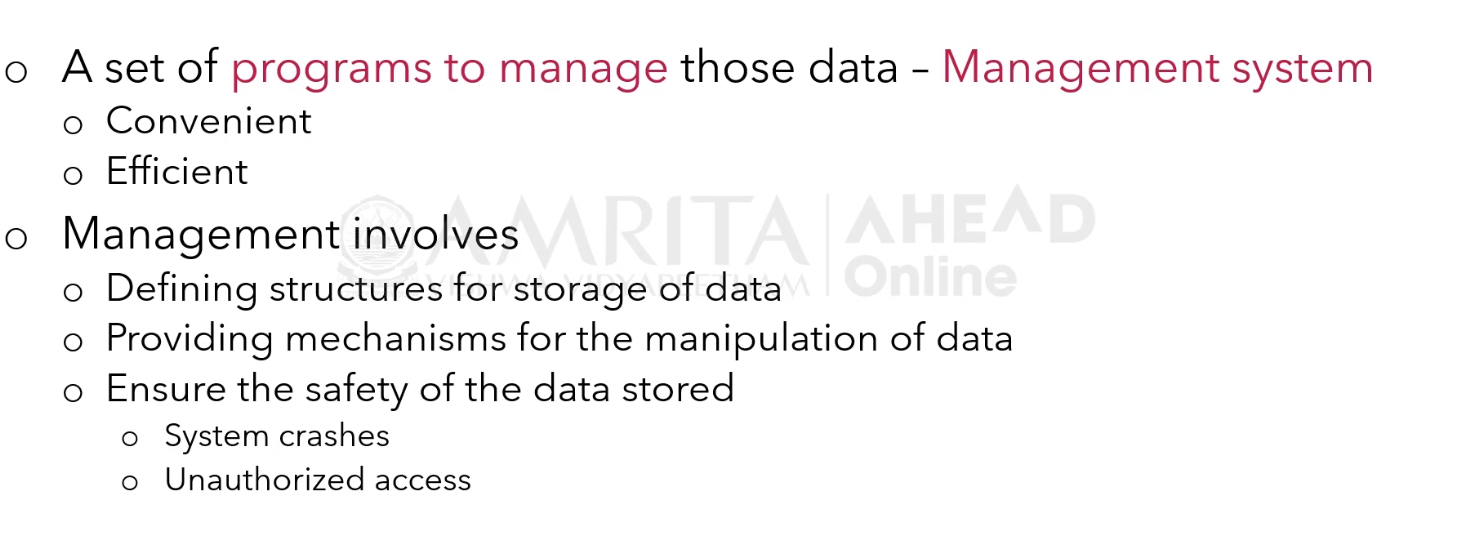 A set of programs to manage those data – Management system
Convenient
Efficient
Management involves
Defining structures for storage of data
Providing mechanisms for the manipulation of data
Ensure the safety of the data stored
System crashes
Unauthorized access
AMRITA AHEAD
VISHWA VIDYAPEETHAM Online